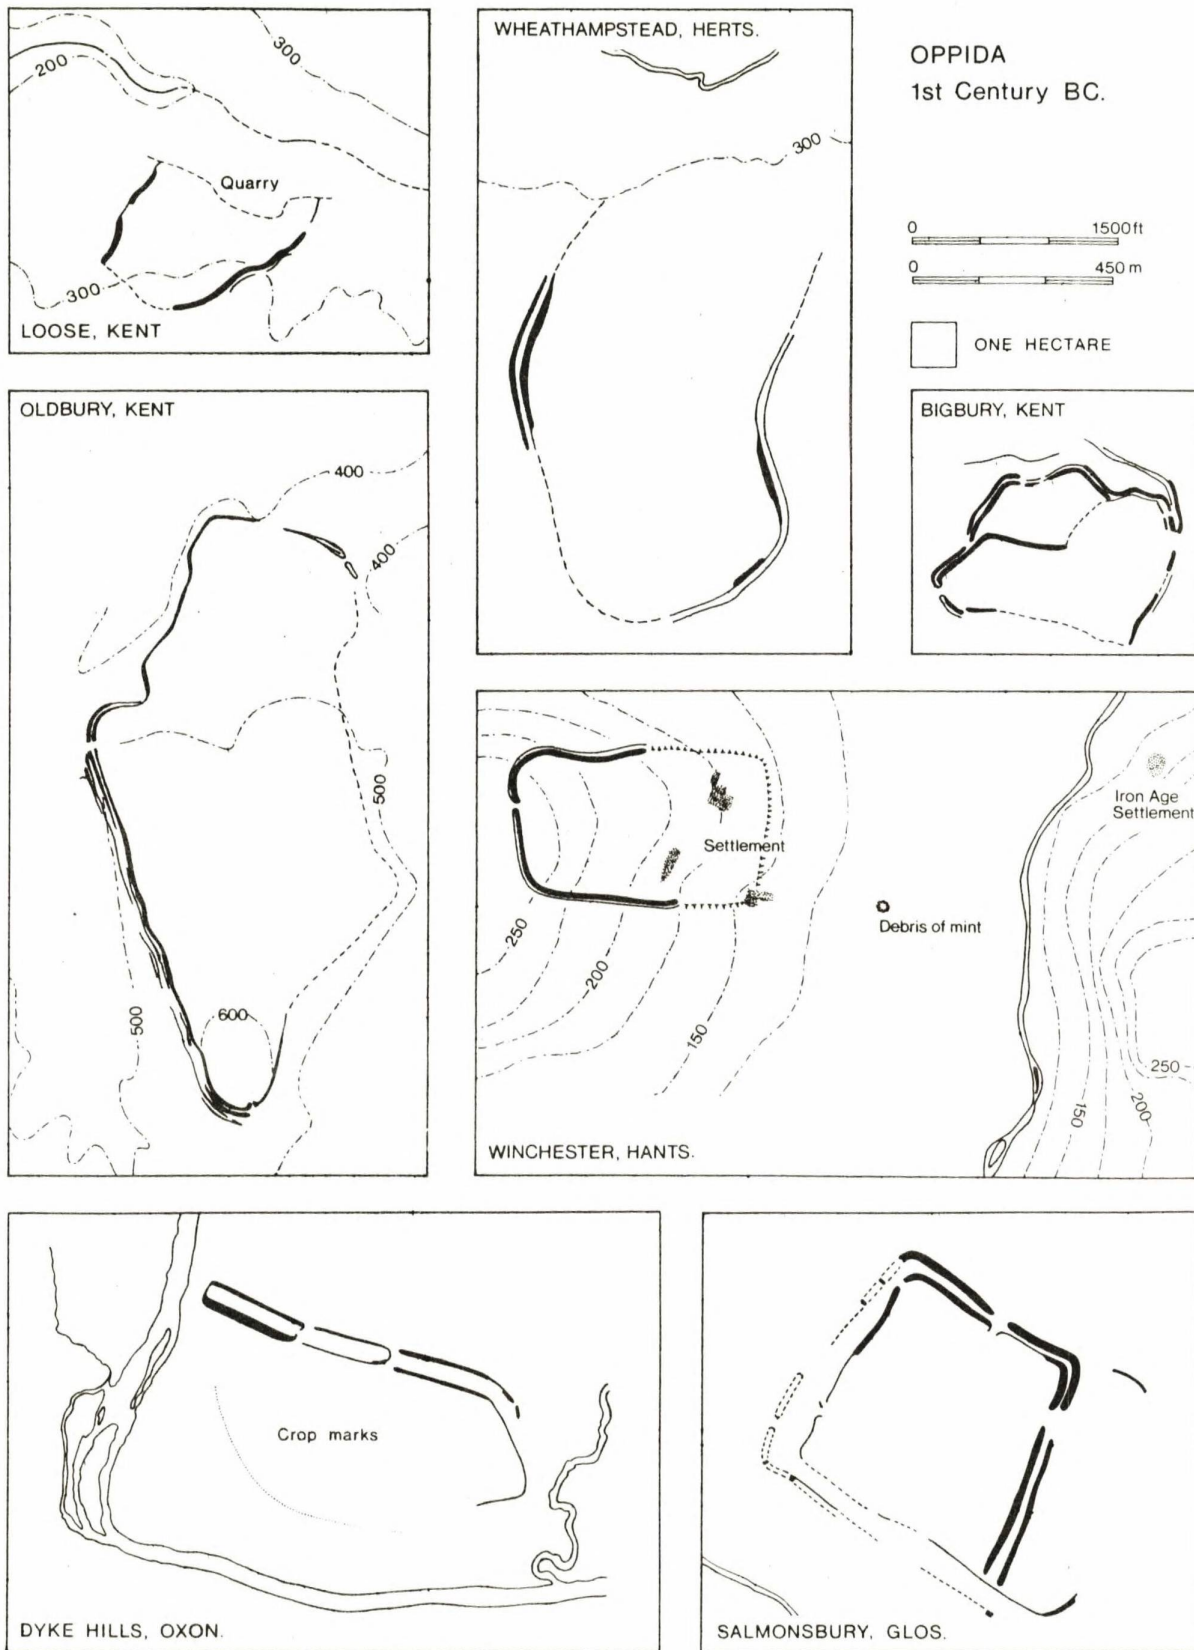 300
200
Quarry
300
LOOSE, KENT
WHEATHAMPSTEAD, HERTS.
300
OPPIDA
1st Century BC.
0 1500ft
0 450 m
ONE HECTARE
OLDBURY, KENT
400
400
500
500
600
BIGBURY, KENT
Settlement
Iron Age
Settlement
Debris of mint
250
200
150
250
150
200
WINCHESTER, HANTS.
Crop marks
DYKE HILLS, OXON.
SALMONSBURY, GLOS.